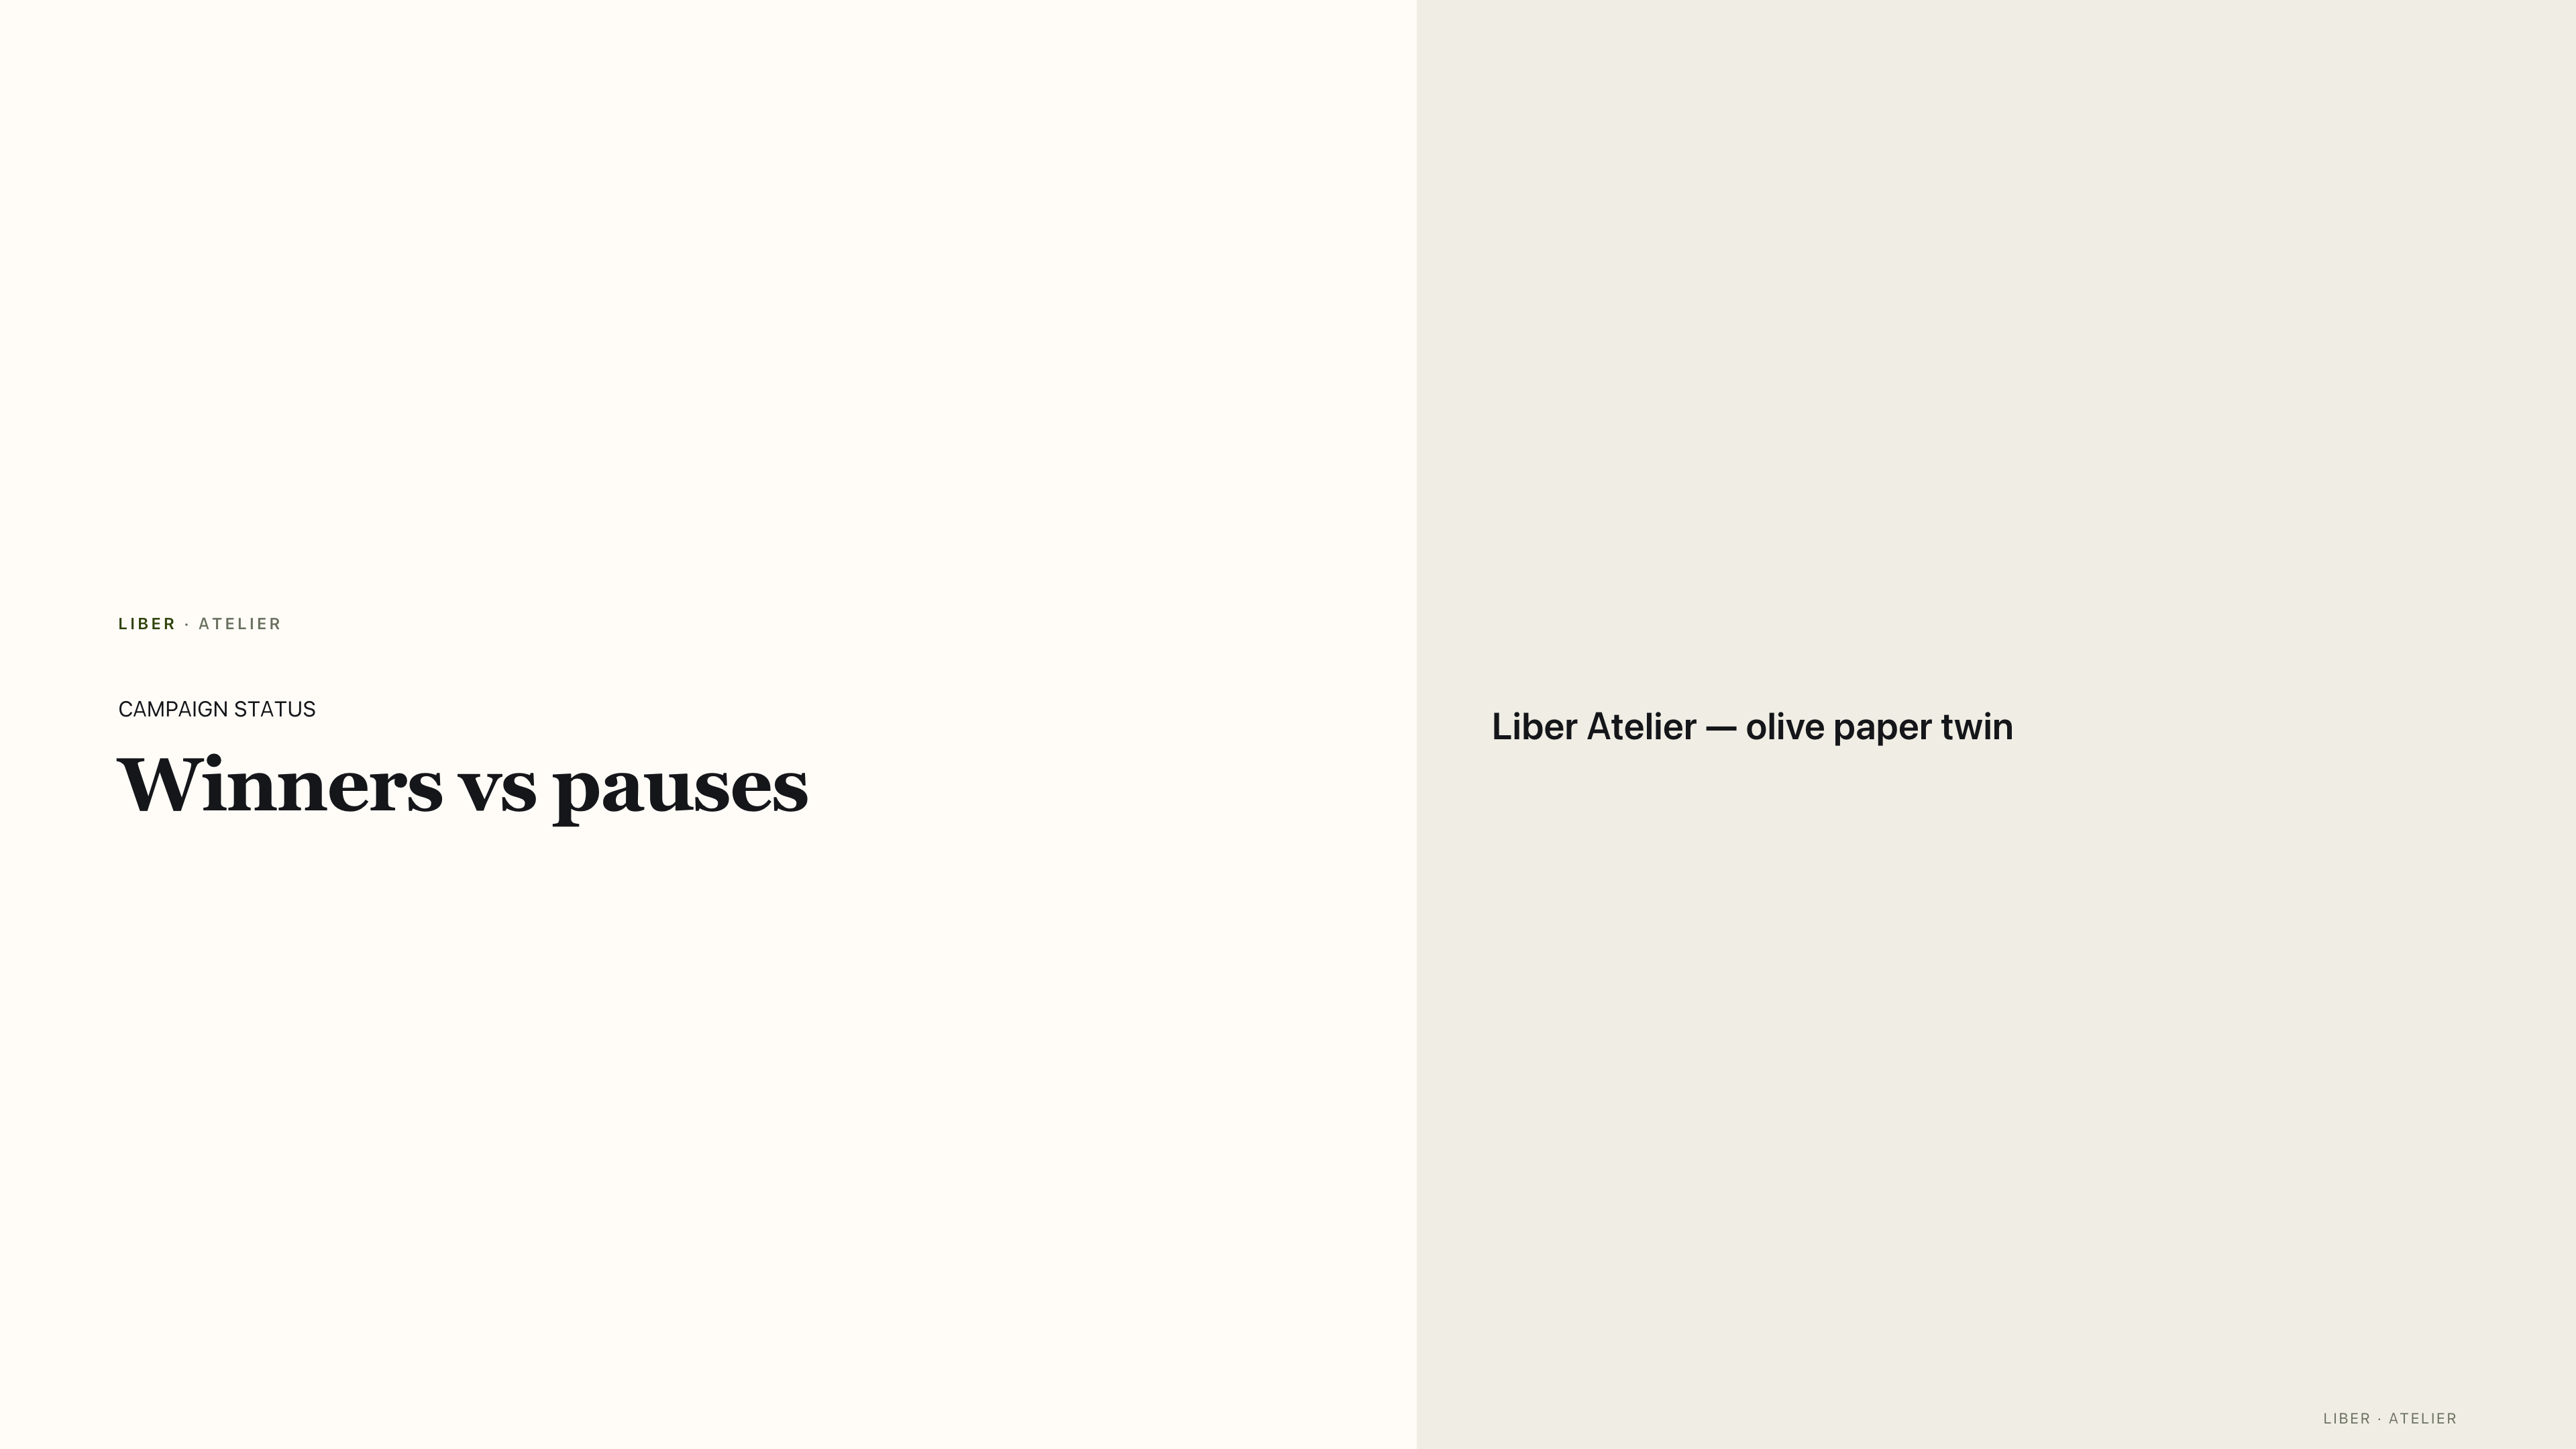 LIBER · ATELIER
CAMPAIGN STATUS
Winners vs pauses
Liber Atelier — olive paper twin
LIBER · ATELIER